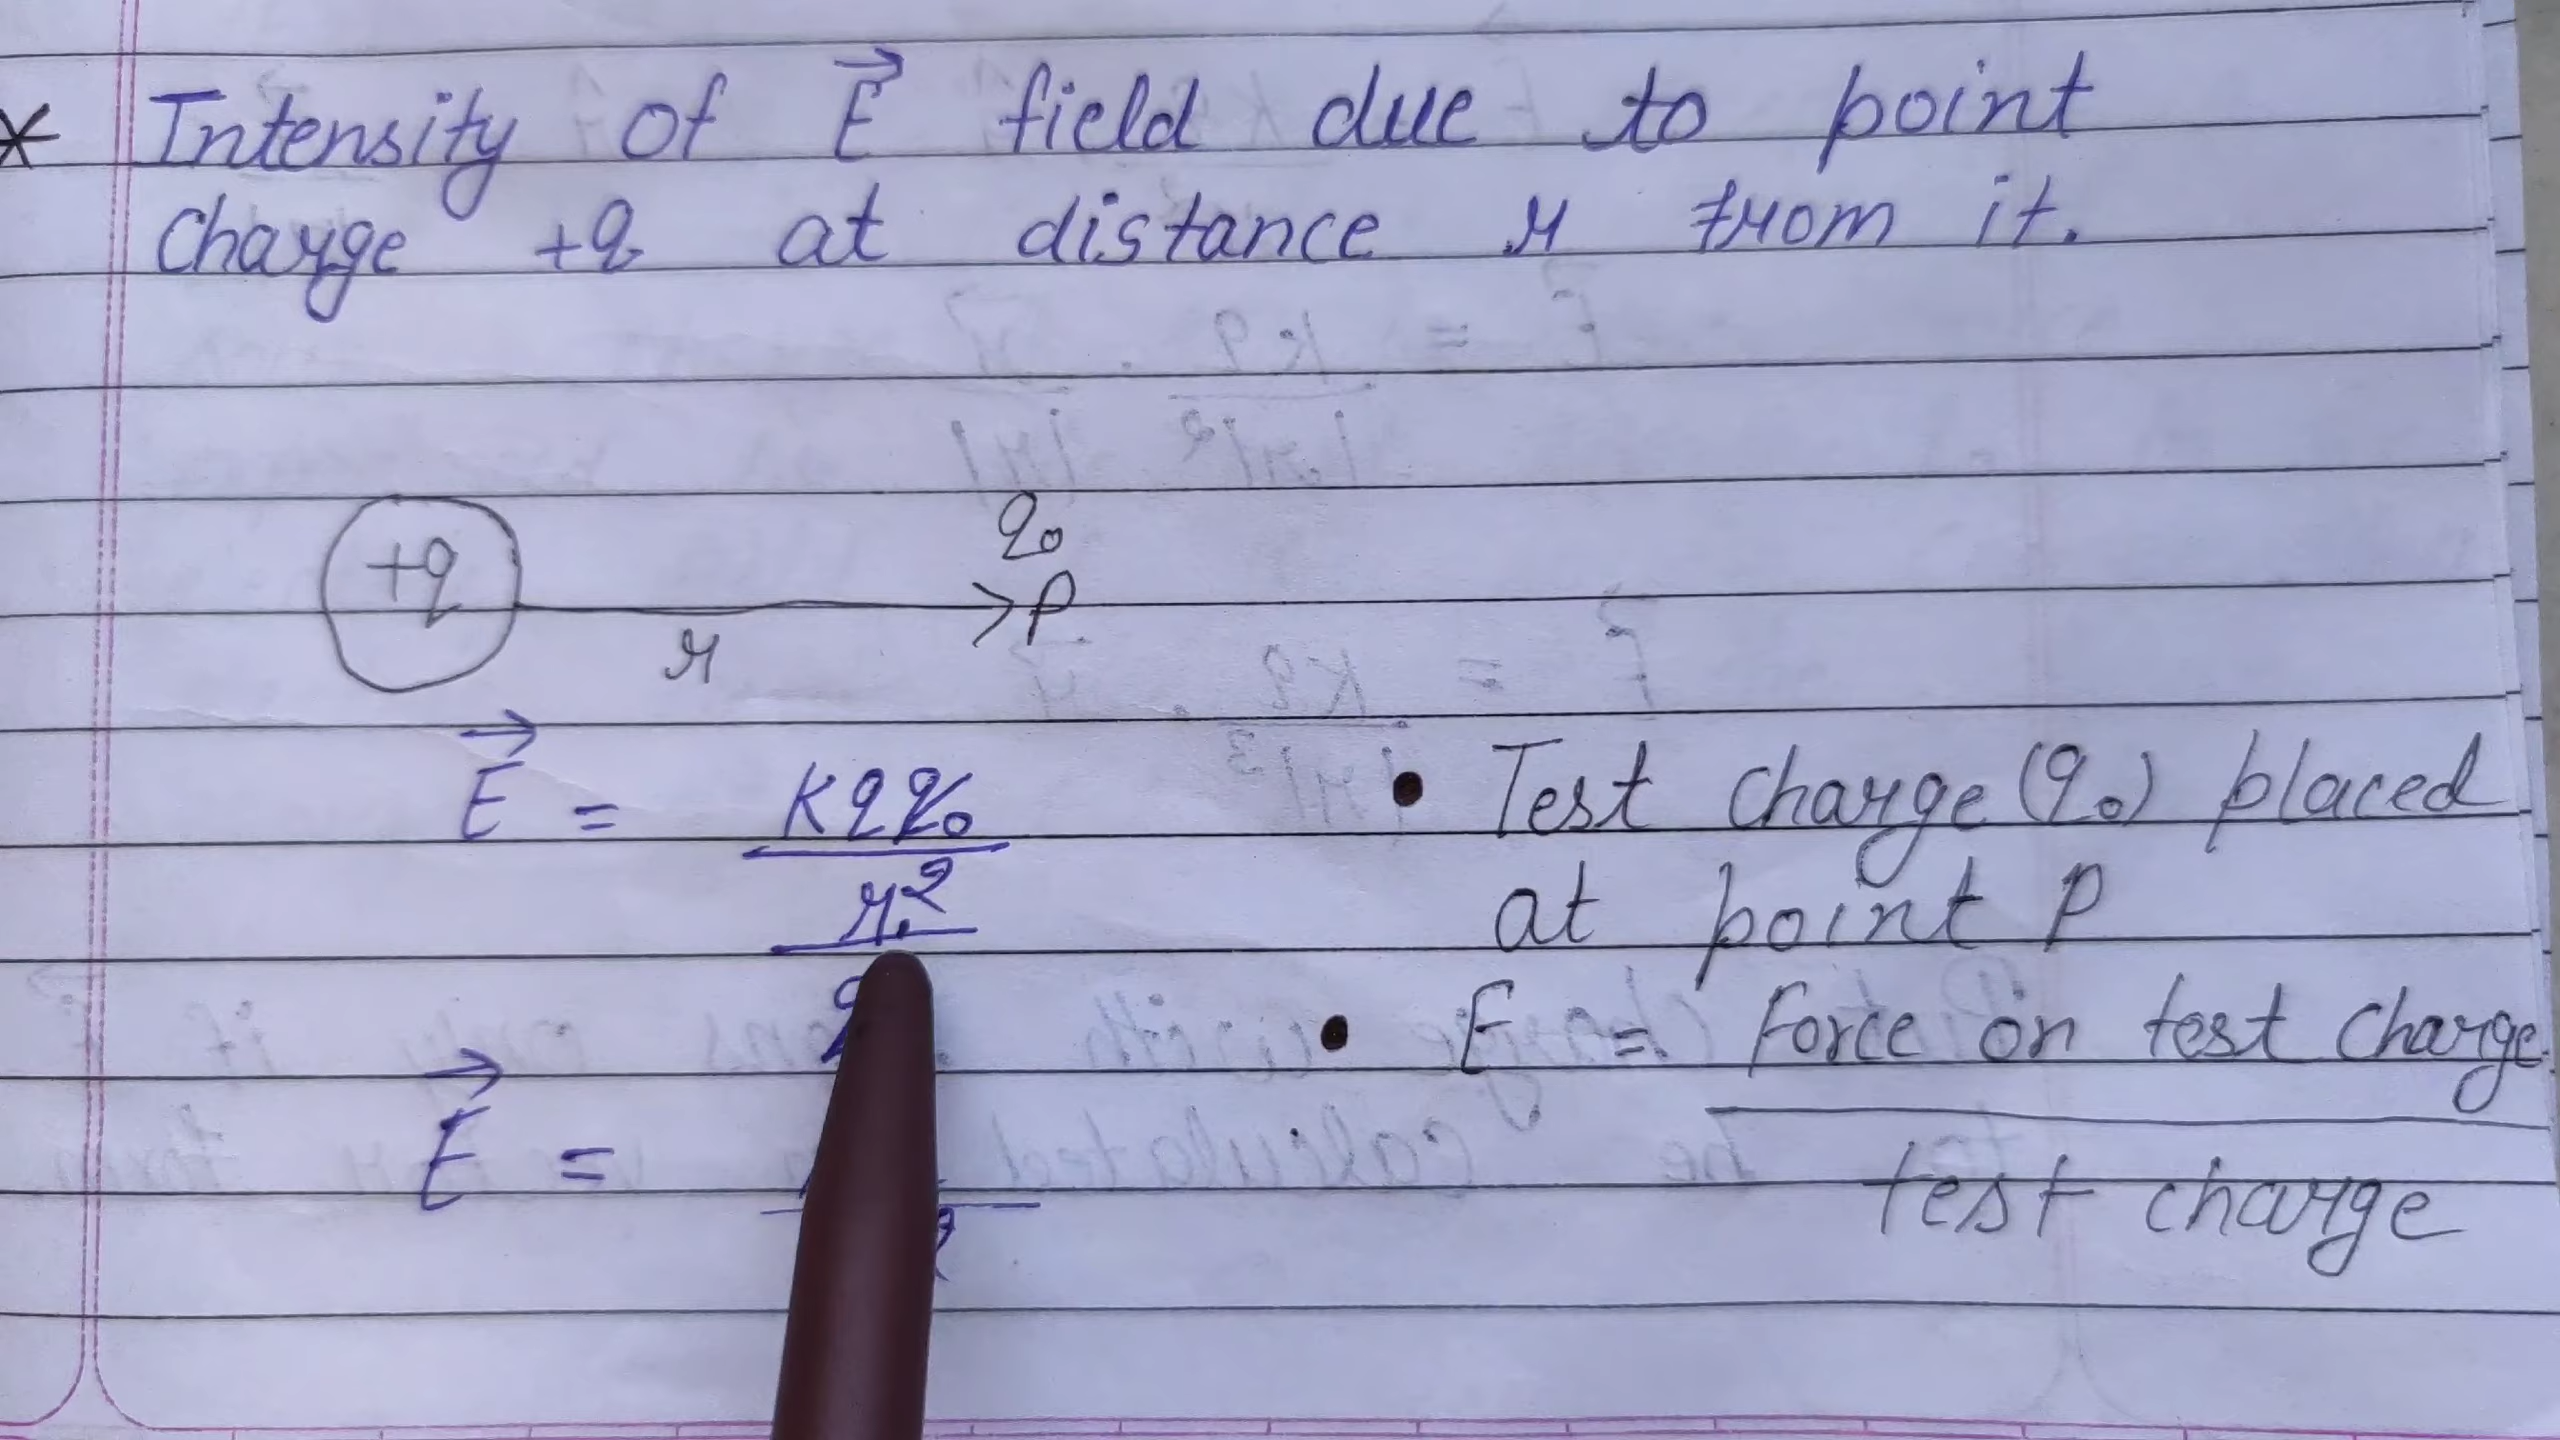 * Intensity of E⃗ field due to point
charge +q at distance r from it.
+q
q₀
P
r
E⃗ = Kqq₀
r²
E⃗ =
• Test charge (q₀) placed
at point P
• E = Force on test charge
test charge